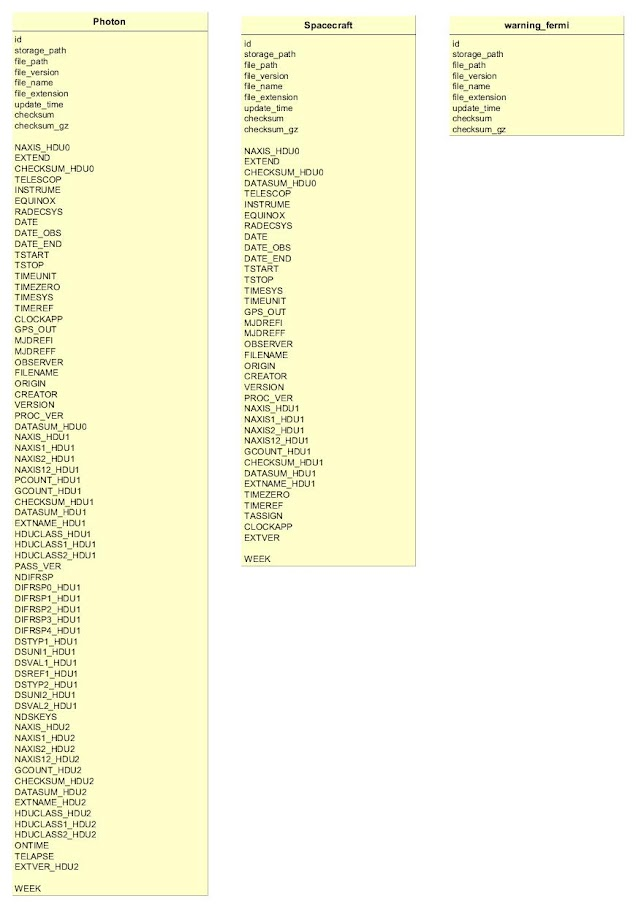 Photon
id
storage_path
file_path
file_version
file_name
file_extension
update_time
checksum
checksum_gz
NAXIS_HDU0
EXTEND
CHECKSUM_HDU0
TELESCOP
INSTRUME
EQUINOX
RADECSYS
DATE
DATE_OBS
DATE_END
TSTART
TSTOP
TIMEUNIT
TIMEZERO
TIMESYS
TIMEREF
CLOCKAPP
GPS_OUT
MJDREFI
MJDREFF
OBSERVER
FILENAME
ORIGIN
CREATOR
VERSION
PROC_VER
DATASUM_HDU0
NAXIS_HDU1
NAXIS1_HDU1
NAXIS2_HDU1
NAXIS12_HDU1
PCOUNT_HDU1
GCOUNT_HDU1
CHECKSUM_HDU1
DATASUM_HDU1
EXTNAME_HDU1
HDUCLASS_HDU1
HDUCLASS1_HDU1
HDUCLASS2_HDU1
PASS_VER
NDIFRSP
DIFRSP0_HDU1
DIFRSP1_HDU1
DIFRSP2_HDU1
DIFRSP3_HDU1
DIFRSP4_HDU1
DSTYP1_HDU1
DSUNI1_HDU1
DSVAL1_HDU1
DSREF1_HDU1
DSTYP2_HDU1
DSUNI2_HDU1
DSVAL2_HDU1
NDSKEYS
NAXIS_HDU2
NAXIS1_HDU2
NAXIS2_HDU2
NAXIS12_HDU2
GCOUNT_HDU2
CHECKSUM_HDU2
DATASUM_HDU2
EXTNAME_HDU2
HDUCLASS_HDU2
HDUCLASS1_HDU2
HDUCLASS2_HDU2
ONTIME
TELAPSE
EXTVER_HDU2
WEEK
Spacecraft
id
storage_path
file_path
file_version
file_name
file_extension
update_time
checksum
checksum_gz
NAXIS_HDU0
EXTEND
CHECKSUM_HDU0
DATASUM_HDU0
TELESCOP
INSTRUME
EQUINOX
RADECSYS
DATE
DATE_OBS
DATE_END
TSTART
TSTOP
TIMESYS
TIMEUNIT
GPS_OUT
MJDREFI
MJDREFF
OBSERVER
FILENAME
ORIGIN
CREATOR
VERSION
PROC_VER
NAXIS_HDU1
NAXIS1_HDU1
NAXIS2_HDU1
NAXIS12_HDU1
GCOUNT_HDU1
CHECKSUM_HDU1
DATASUM_HDU1
EXTNAME_HDU1
TIMEZERO
TIMEREF
TASSIGN
CLOCKAPP
EXTVER
WEEK
warning_fermi
id
storage_path
file_path
file_version
file_name
file_extension
update_time
checksum
checksum_gz